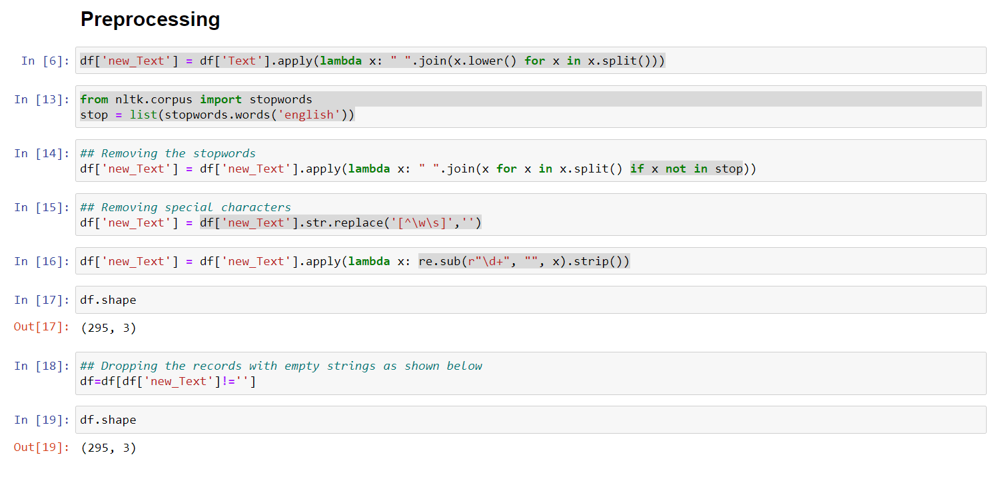 Preprocessing
In [6]: df['new_Text'] = df['Text'].apply(lambda x: " ".join(x.lower() for x in x.split()))
In [13]: from nltk.corpus import stopwords
stop = list(stopwords.words('english'))
In [14]: ## Removing the stopwords
df['new_Text'] = df['new_Text'].apply(lambda x: " ".join(x for x in x.split() if x not in stop))
In [15]: ## Removing special characters
df['new_Text'] = df['new_Text'].str.replace('[^\w\s]','')
In [16]: df['new_Text'] = df['new_Text'].apply(lambda x: re.sub(r"\d+", "", x).strip())
In [17]: df.shape
Out[17]: (295, 3)
In [18]: ## Dropping the records with empty strings as shown below
df=df[df['new_Text']!='']
In [19]: df.shape
Out[19]: (295, 3)